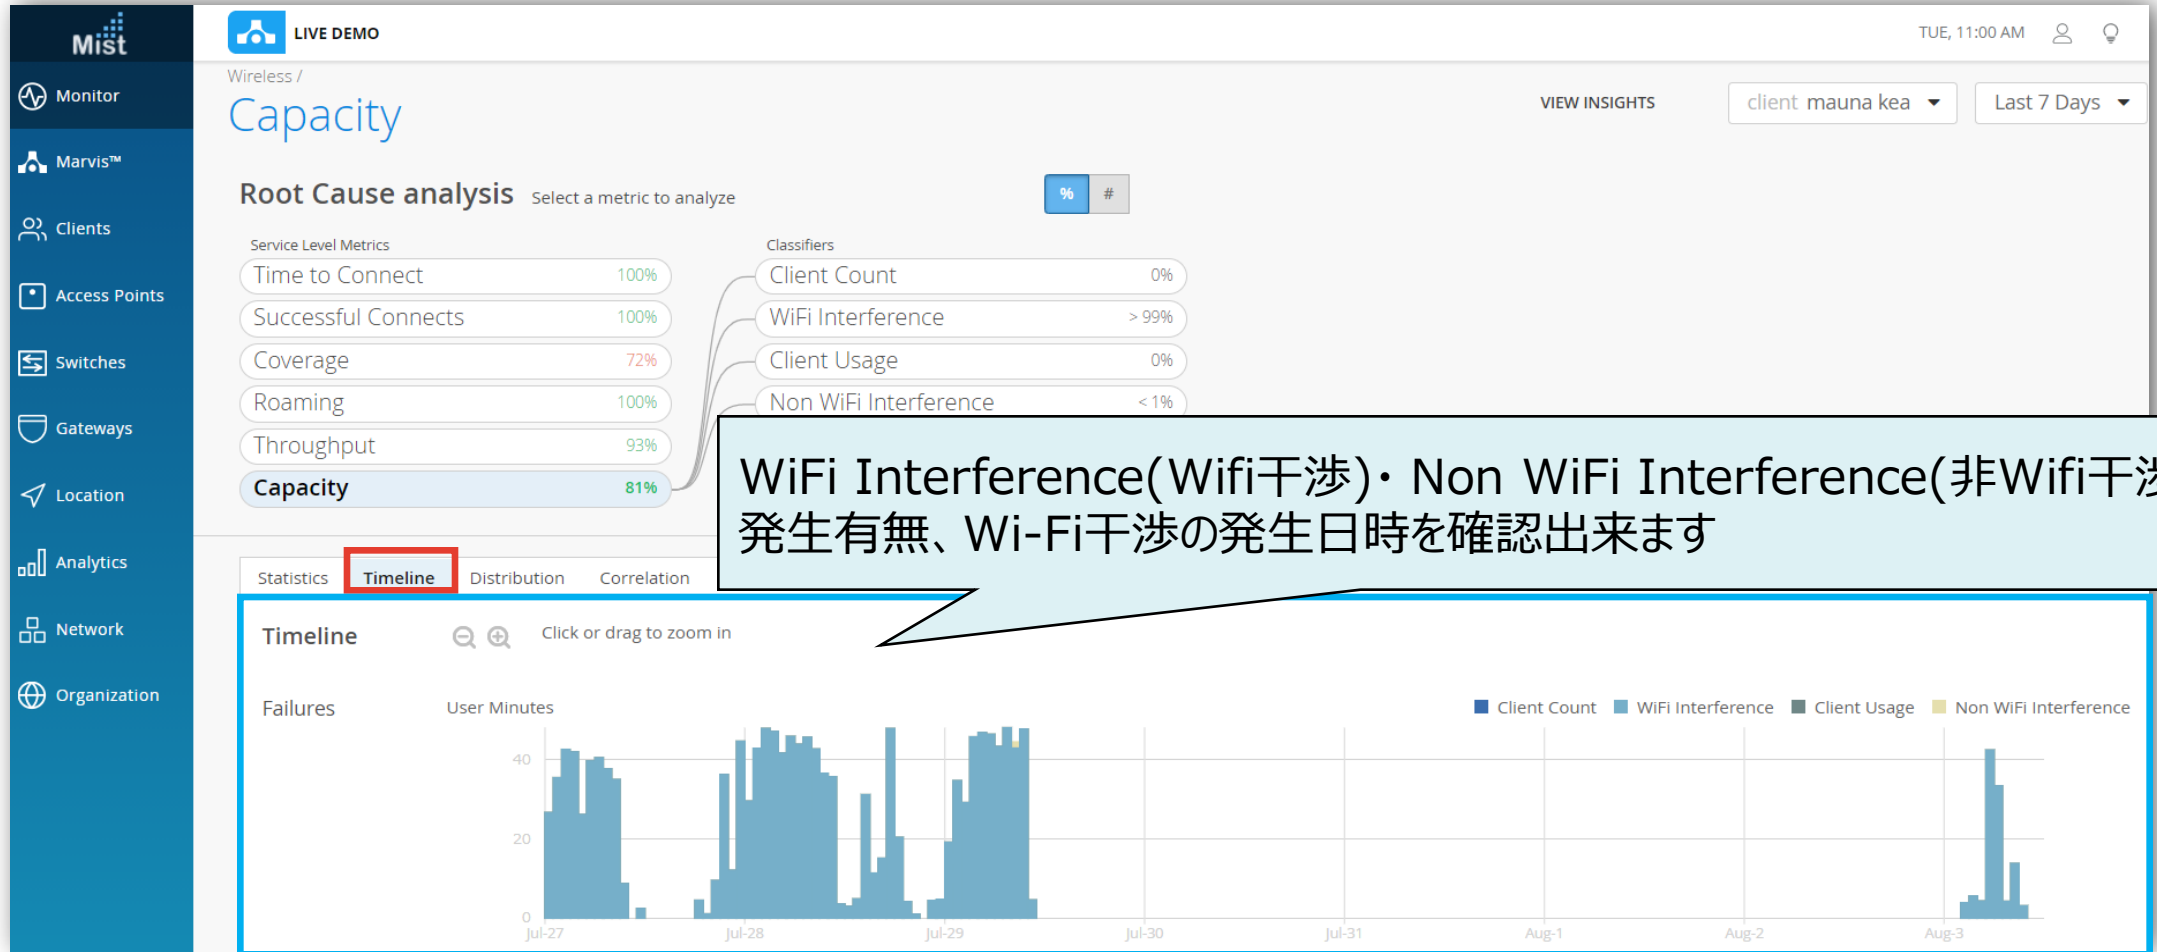 Mist
LIVE DEMO
TUE, 11:00 AM
Monitor
Marvis™
Clients
Access Points
Switches
Gateways
Location
Analytics
Network
Organization
Wireless /
Capacity
VIEW INSIGHTS
client mauna kea
Last 7 Days
Root Cause analysis Select a metric to analyze
% #
Service Level Metrics
Time to Connect 100%
Successful Connects 100%
Coverage 72%
Roaming 100%
Throughput 93%
Capacity 81%
Classifiers
Client Count 0%
WiFi Interference > 99%
Client Usage 0%
Non WiFi Interference < 1%
WiFi Interference(Wifi干渉)・ Non WiFi Interference(非Wifi干渉
発生有無、Wi-Fi干渉の発生日時を確認出来ます
Statistics Timeline Distribution Correlation
Timeline Click or drag to zoom in
Failures User Minutes
Client Count WiFi Interference Client Usage Non WiFi Interference
40
20
0
Jul-27 Jul-28 Jul-29 Jul-30 Jul-31 Aug-1 Aug-2 Aug-3